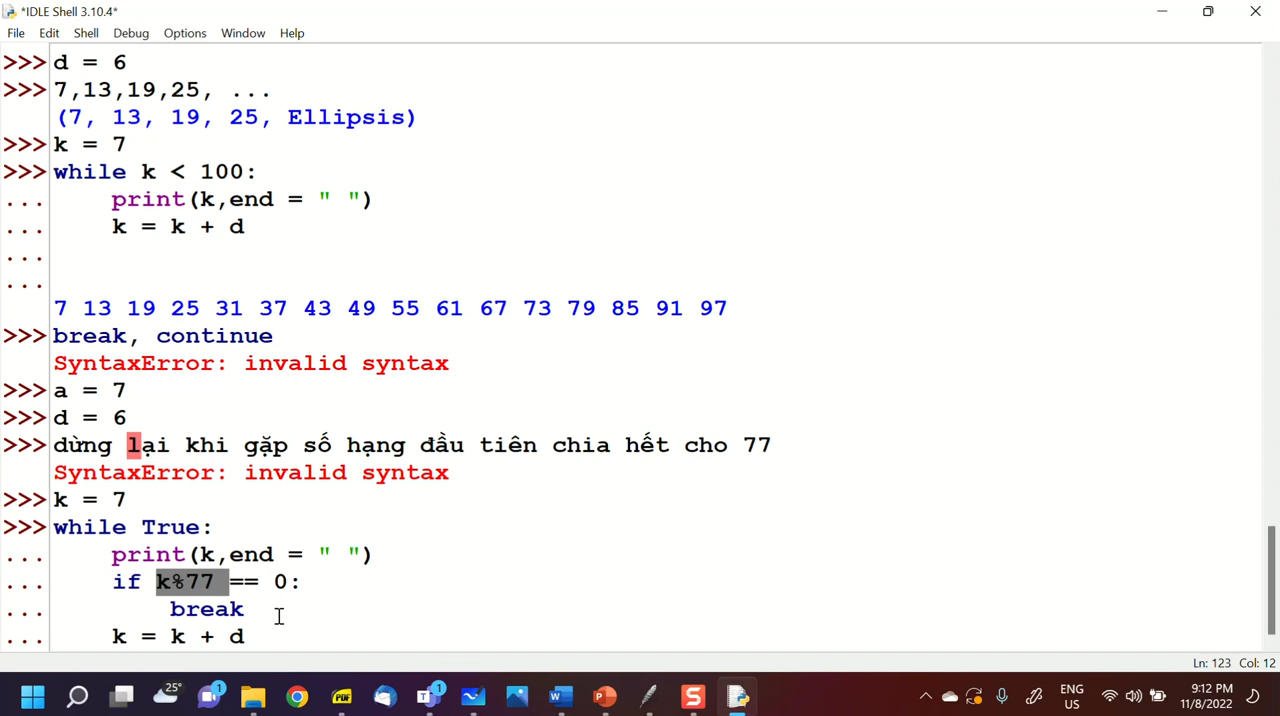 *IDLE Shell 3.10.4*
File Edit Shell Debug Options Window Help
>>> d = 6
>>> 7,13,19,25, ...
(7, 13, 19, 25, Ellipsis)
>>> k = 7
>>> while k < 100:
...     print(k,end = " ")
...     k = k + d
...
...
7 13 19 25 31 37 43 49 55 61 67 73 79 85 91 97
>>> break, continue
SyntaxError: invalid syntax
>>> a = 7
>>> d = 6
>>> dừng lại khi gặp số hạng đầu tiên chia hết cho 77
SyntaxError: invalid syntax
>>> k = 7
>>> while True:
...     print(k,end = " ")
...     if k%77 == 0:
...         break
...     k = k + d
Ln: 123 Col: 12
25°
1
PDF
1
W
P
S
ENG
US
9:12 PM
11/8/2022